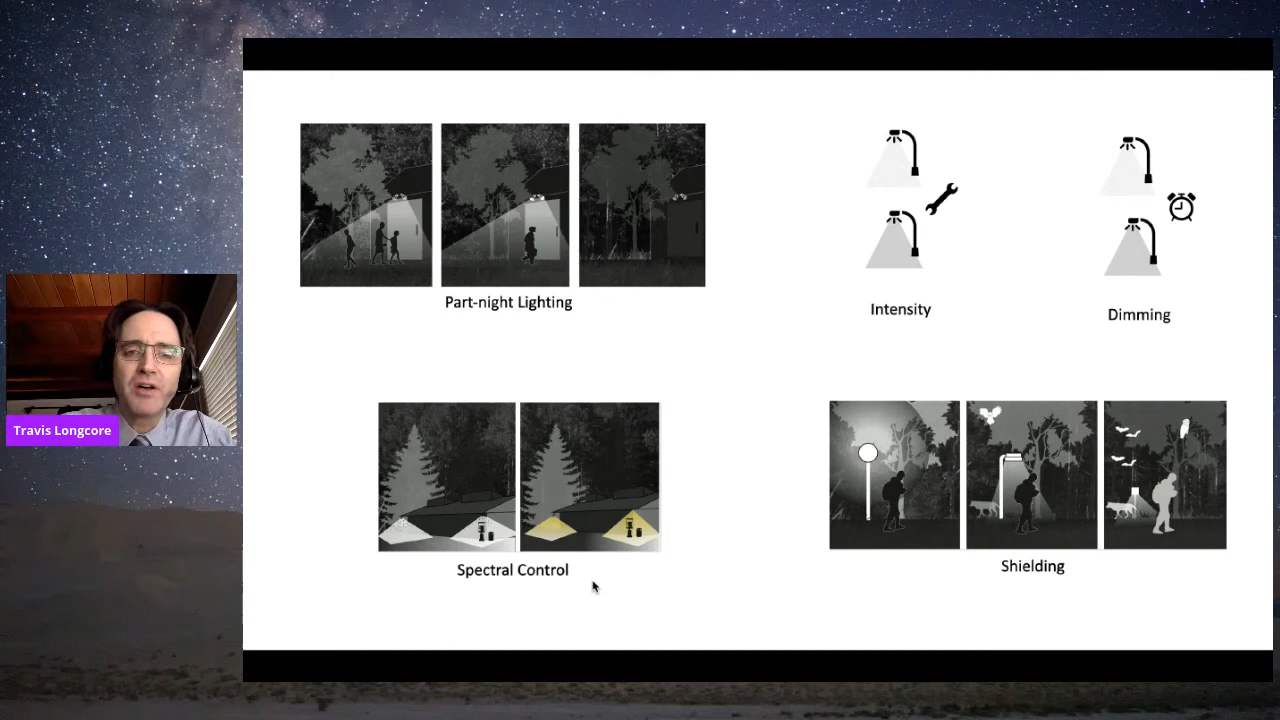 Part-night Lighting
Intensity
Dimming
Travis Longcore
Spectral Control
Shielding